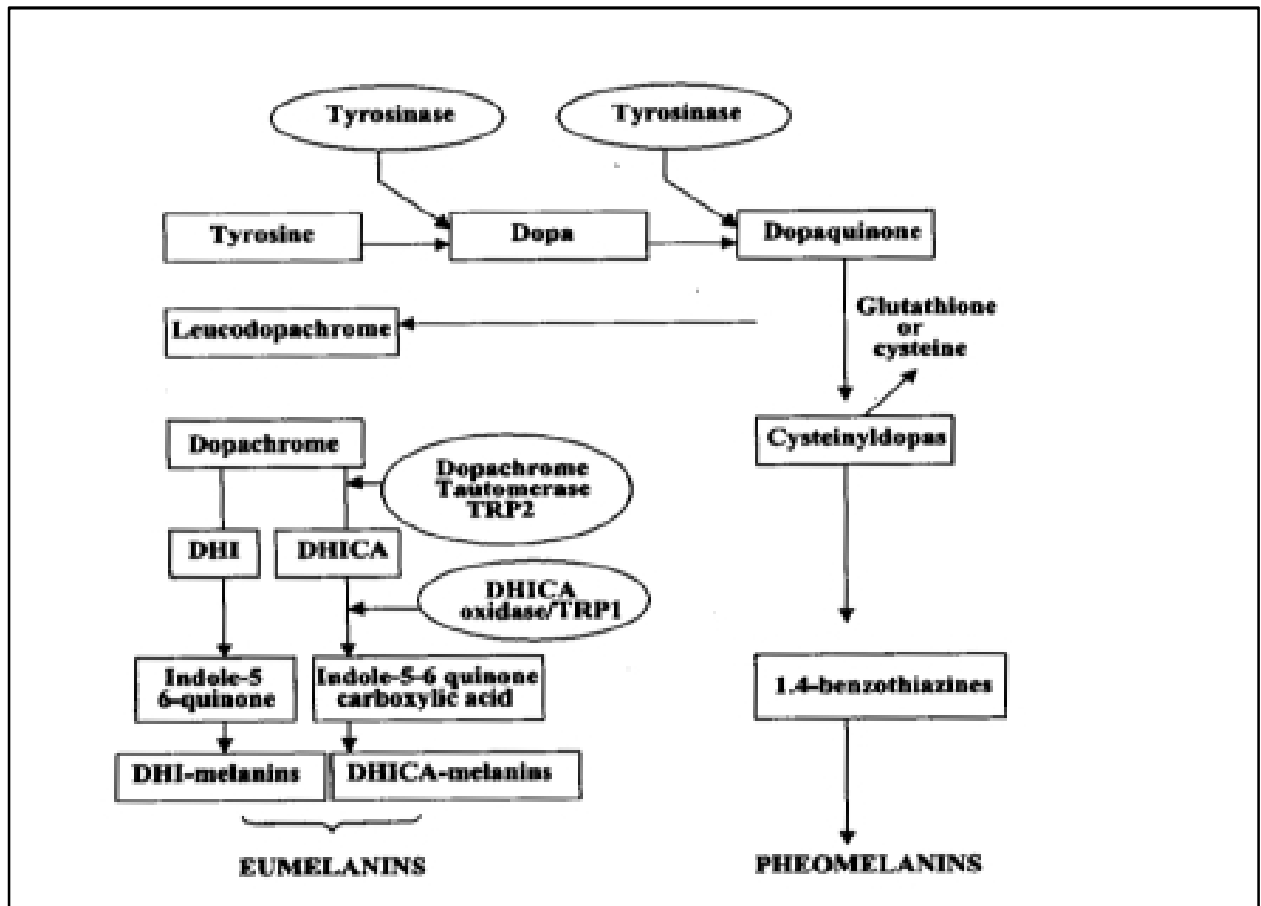 Tyrosinase
Tyrosinase
Tyrosine
Dopa
Dopaquinone
Leucodopachrome
Glutathione
or
cysteine
Dopachrome
Cysteinyldopas
Dopachrome
Tautomerase
TRP2
DHI
DHICA
DHICA
oxidase/TRP1
Indole-5
6-quinone
Indole-5-6 quinone
carboxylic acid
1.4-benzothiazines
DHI-melanins
DHICA-melanins
EUMELANINS
PHEOMELANINS